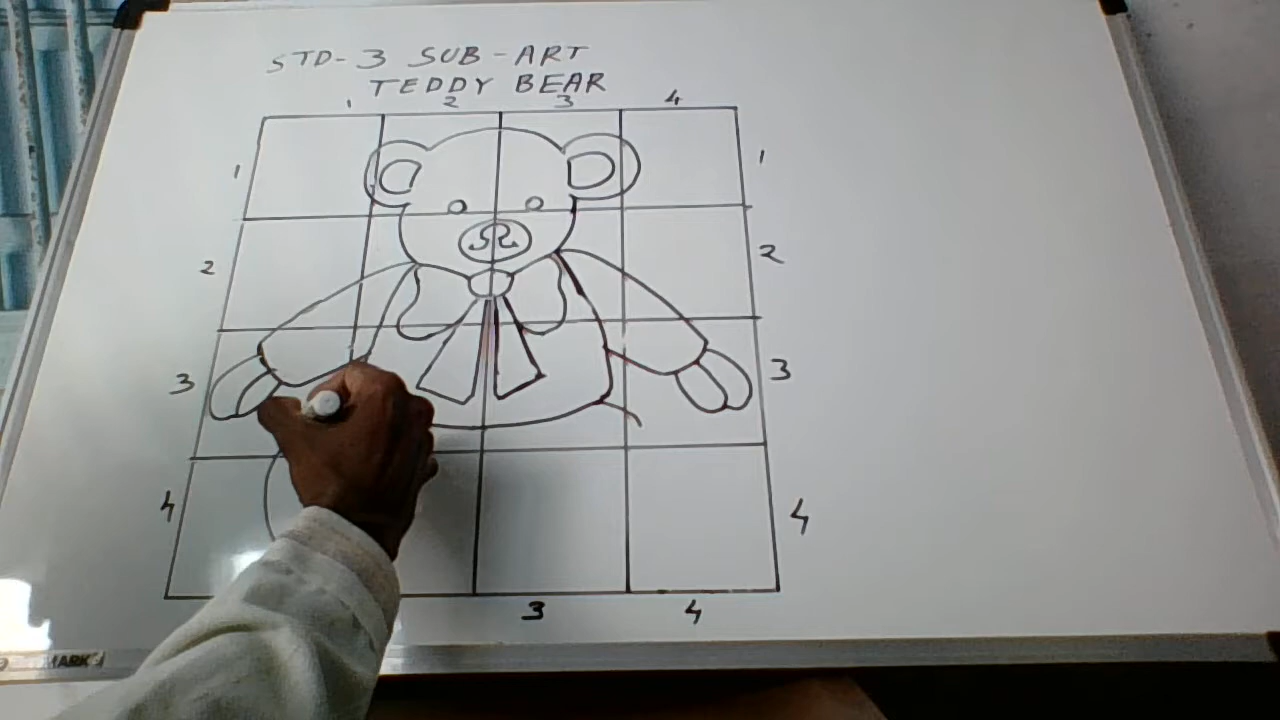 STD-3 SUB-ART
TEDDY BEAR
1 2 3 4
1 1
2 2
3 3
4 4
3 4